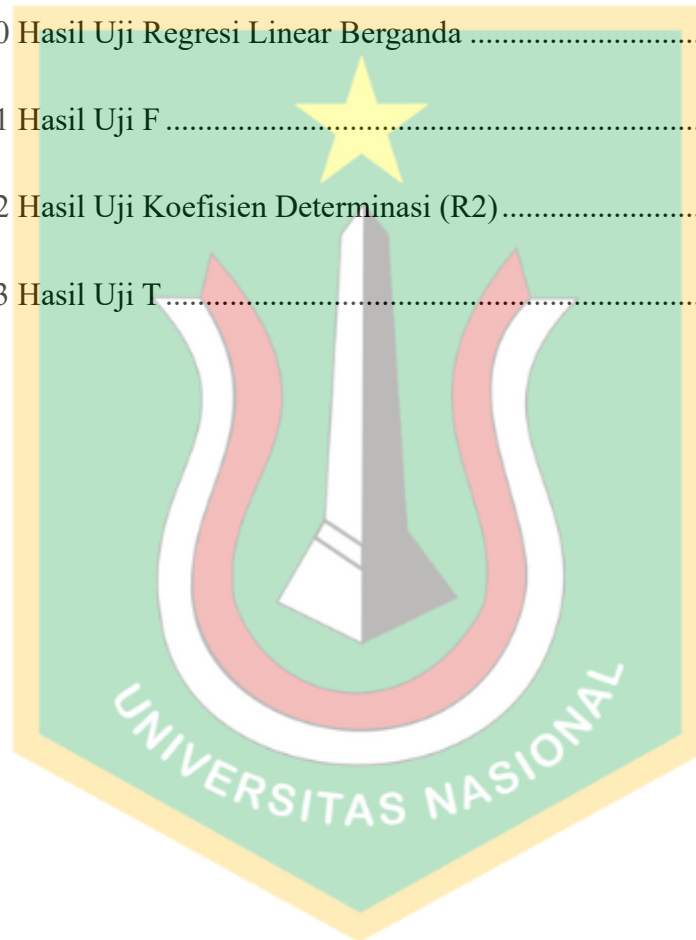 0 Hasil Uji Regresi Linear Berganda ............................
1 Hasil Uji F ................................................................
2 Hasil Uji Koefisien Determinasi (R2) .......................
3 Hasil Uji T ................................................................
UNIVERSITAS NASIONAL